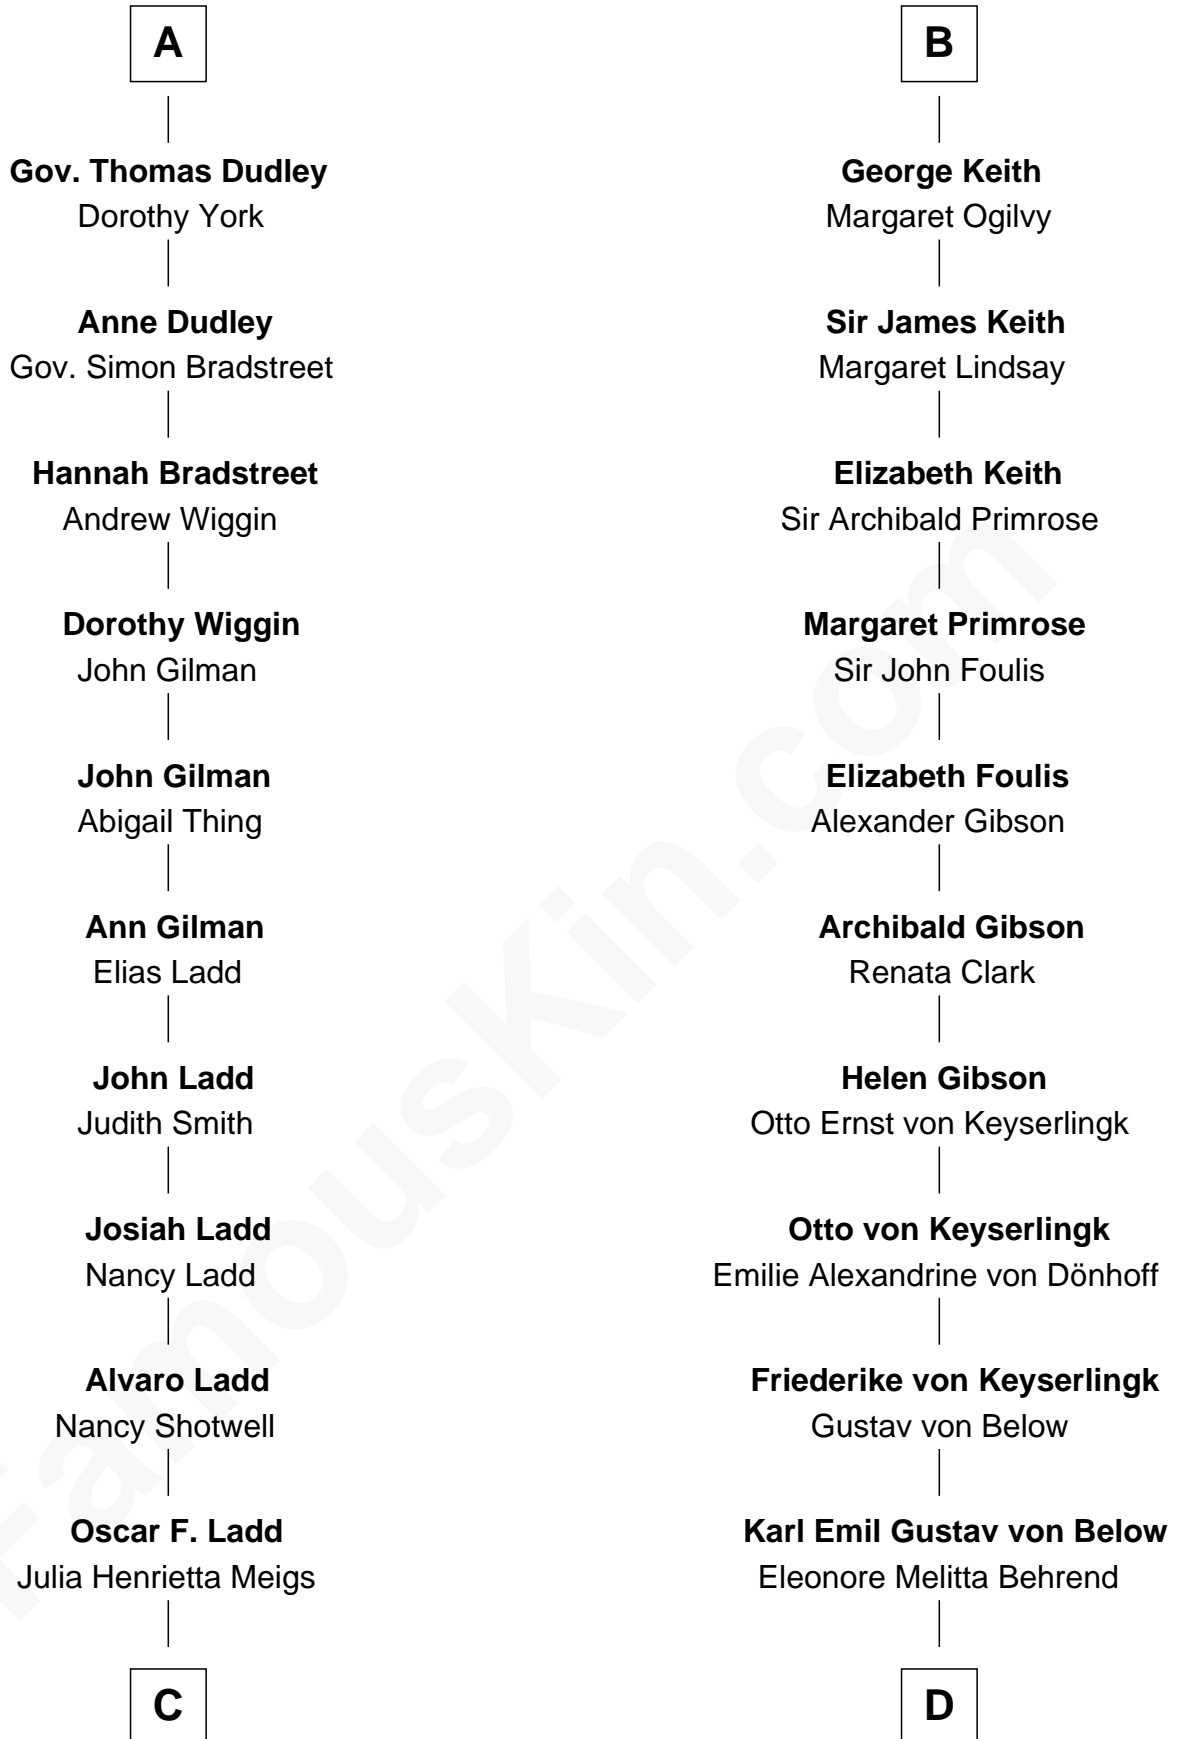 A
Gov. Thomas Dudley
Dorothy York
Anne Dudley
Gov. Simon Bradstreet
Hannah Bradstreet
Andrew Wiggin
Dorothy Wiggin
John Gilman
John Gilman
Abigail Thing
Ann Gilman
Elias Ladd
John Ladd
Judith Smith
Josiah Ladd
Nancy Ladd
Alvaro Ladd
Nancy Shotwell
Oscar F. Ladd
Julia Henrietta Meigs
C
B
George Keith
Margaret Ogilvy
Sir James Keith
Margaret Lindsay
Elizabeth Keith
Sir Archibald Primrose
Margaret Primrose
Sir John Foulis
Elizabeth Foulis
Alexander Gibson
Archibald Gibson
Renata Clark
Helen Gibson
Otto Ernst von Keyserlingk
Otto von Keyserlingk
Emilie Alexandrine von Dönhoff
Friederike von Keyserlingk
Gustav von Below
Karl Emil Gustav von Below
Eleonore Melitta Behrend
D
FamousKin.com